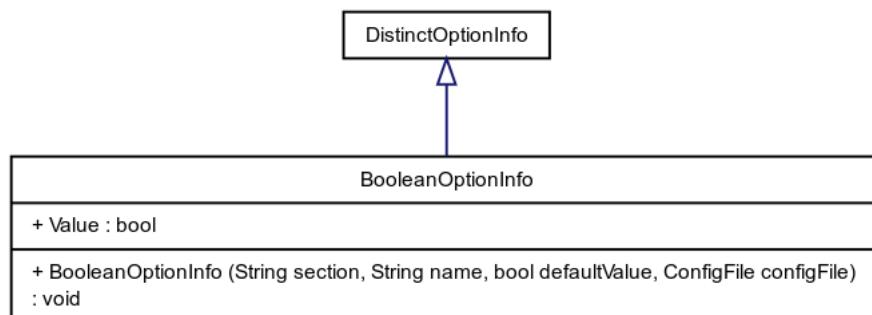 DistinctOptionInfo
BooleanOptionInfo
+ Value : bool
+ BooleanOptionInfo (String section, String name, bool defaultValue, ConfigFile configFile)
: void